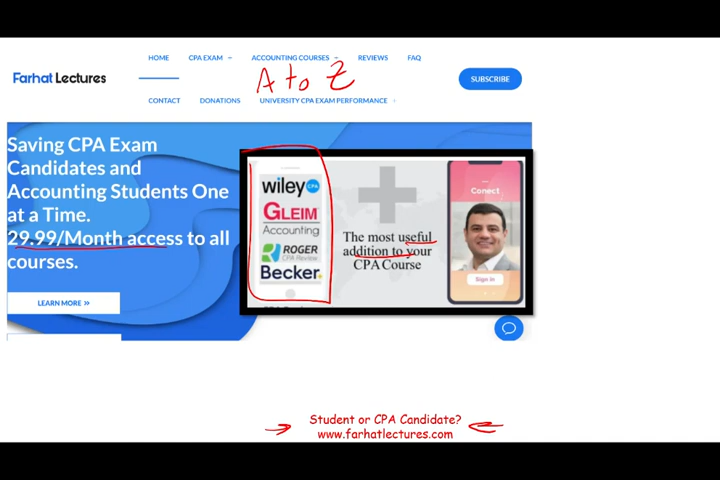 HOME
CPA EXAM
ACCOUNTING COURSES
REVIEWS
FAQ
Farhat Lectures
A to Z
SUBSCRIBE
CONTACT
DONATIONS
UNIVERSITY CPA EXAM PERFORMANCE
Saving CPA Exam
Candidates and
Accounting Students One
at a Time.
29.99/Month access to all
courses.
LEARN MORE »
wiley CPA
GLEIM
Accounting
ROGER
CPA Review
Becker.
The most useful
addition to your
CPA Course
Conect
Sign in
Student or CPA Candidate?
www.farhatlectures.com